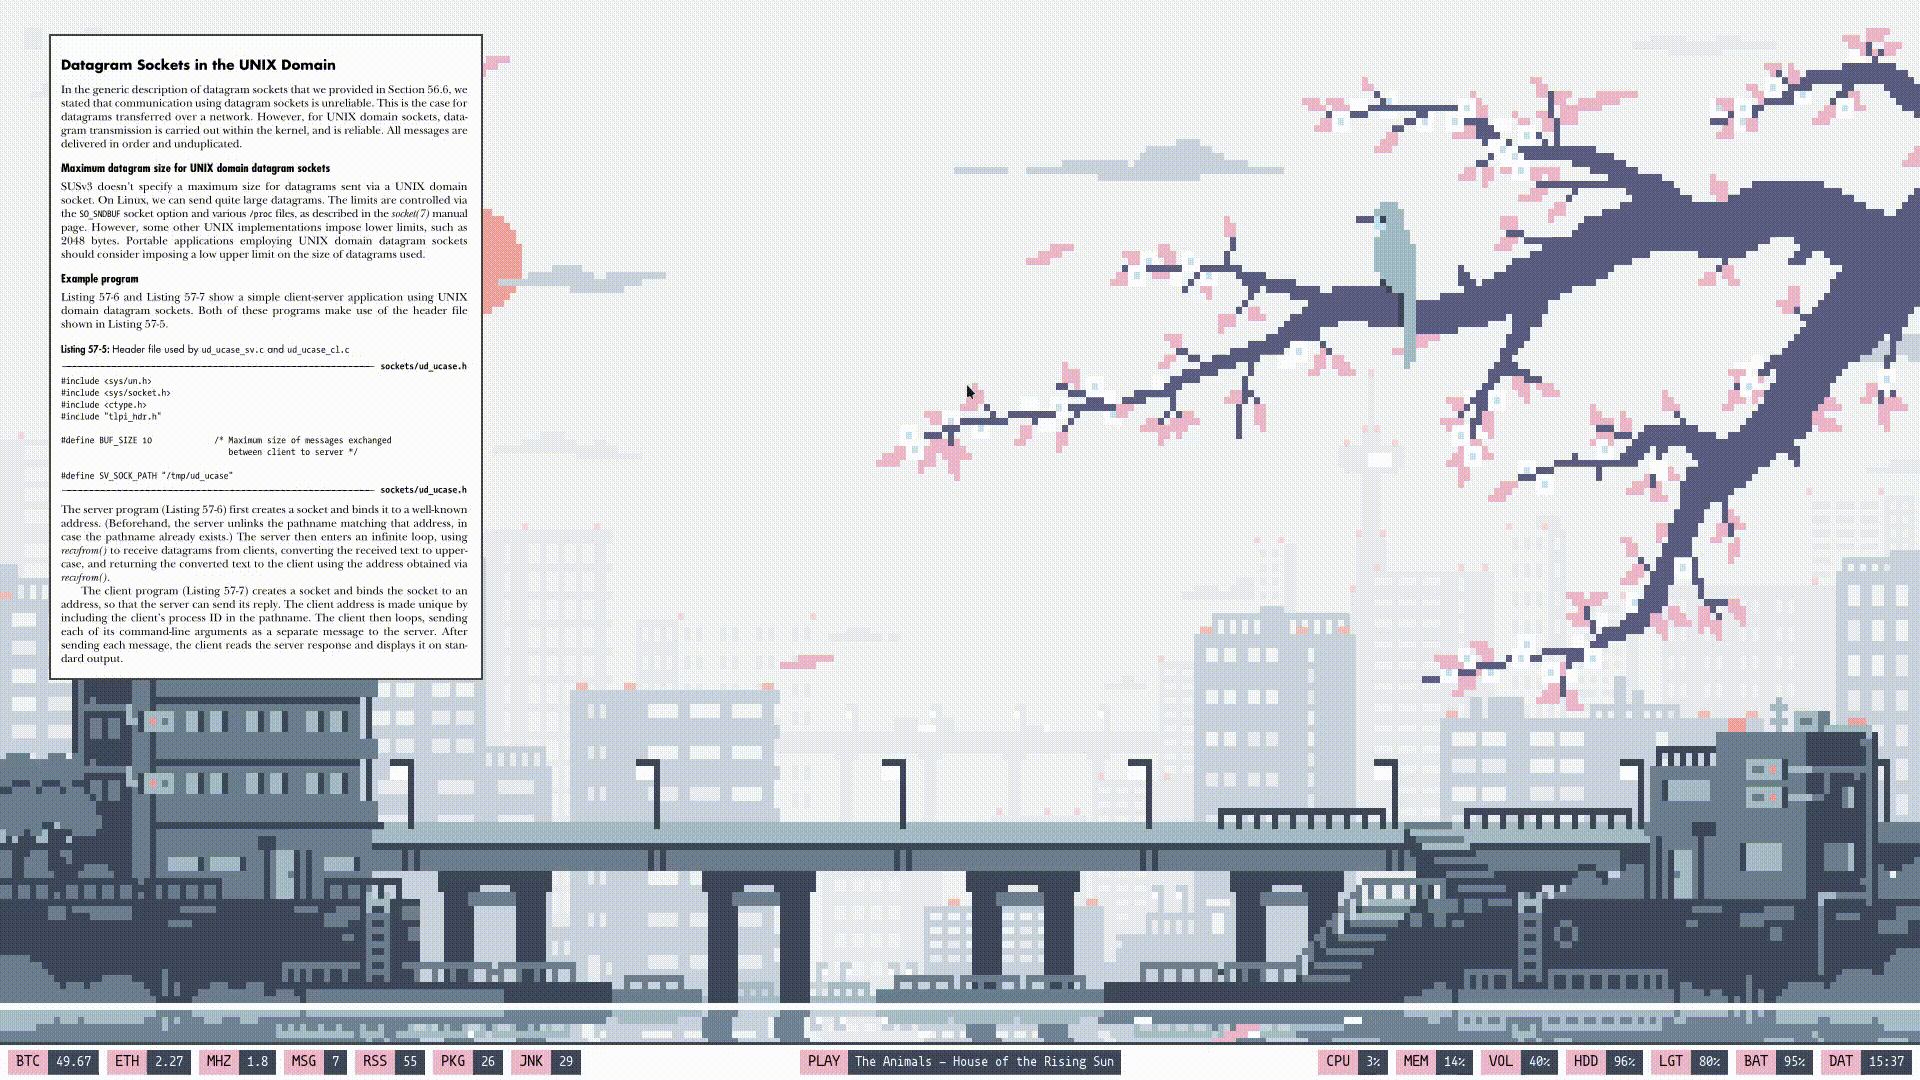 Datagram Sockets in the UNIX Domain
In the generic description of datagram sockets that we provided in Section 56.6, we
stated that communication using datagram sockets is unreliable. This is the case for
datagrams transferred over a network. However, for UNIX domain sockets, data-
gram transmission is carried out within the kernel, and is reliable. All messages are
delivered in order and unduplicated.
Maximum datagram size for UNIX domain datagram sockets
SUSv3 doesn't specify a maximum size for datagrams sent via a UNIX domain
socket. On Linux, we can send quite large datagrams. The limits are controlled via
the SO_SNDBUF socket option and various /proc files, as described in the socket(7) manual
page. However, some other UNIX implementations impose lower limits, such as
2048 bytes. Portable applications employing UNIX domain datagram sockets
should consider imposing a low upper limit on the size of datagrams used.
Example program
Listing 57-6 and Listing 57-7 show a simple client-server application using UNIX
domain datagram sockets. Both of these programs make use of the header file
shown in Listing 57-5.
Listing 57-5: Header file used by ud_ucase_sv.c and ud_ucase_cl.c
sockets/ud_ucase.h
#include <sys/un.h>
#include <sys/socket.h>
#include <ctype.h>
#include "tlpi_hdr.h"
#define BUF_SIZE 10 /* Maximum size of messages exchanged
between client to server */
#define SV_SOCK_PATH "/tmp/ud_ucase"
sockets/ud_ucase.h
The server program (Listing 57-6) first creates a socket and binds it to a well-known
address. (Beforehand, the server unlinks the pathname matching that address, in
case the pathname already exists.) The server then enters an infinite loop, using
recvfrom() to receive datagrams from clients, converting the received text to upper-
case, and returning the converted text to the client using the address obtained via
recvfrom().
The client program (Listing 57-7) creates a socket and binds the socket to an
address, so that the server can send its reply. The client address is made unique by
including the client's process ID in the pathname. The client then loops, sending
each of its command-line arguments as a separate message to the server. After
sending each message, the client reads the server response and displays it on stan-
dard output.
BTC 49.67 ETH 2.27 MHZ 1.8 MSG 7 RSS 55 PKG 26 JNK 29 PLAY The Animals – House of the Rising Sun CPU 3% MEM 14% VOL 40% HDD 96% LGT 80% BAT 95% DAT 15:37